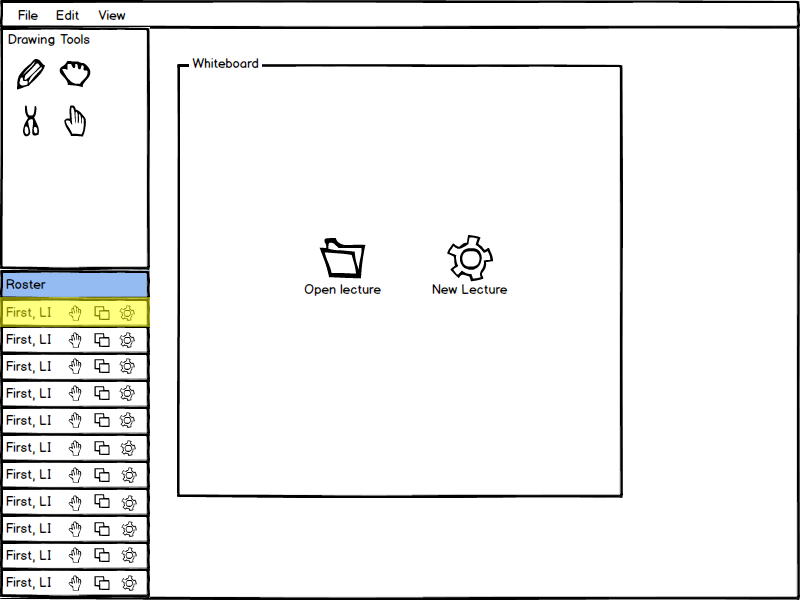 File Edit View
Drawing Tools
Whiteboard
Open lecture New Lecture
Roster
First, LI
First, LI
First, LI
First, LI
First, LI
First, LI
First, LI
First, LI
First, LI
First, LI
First, LI